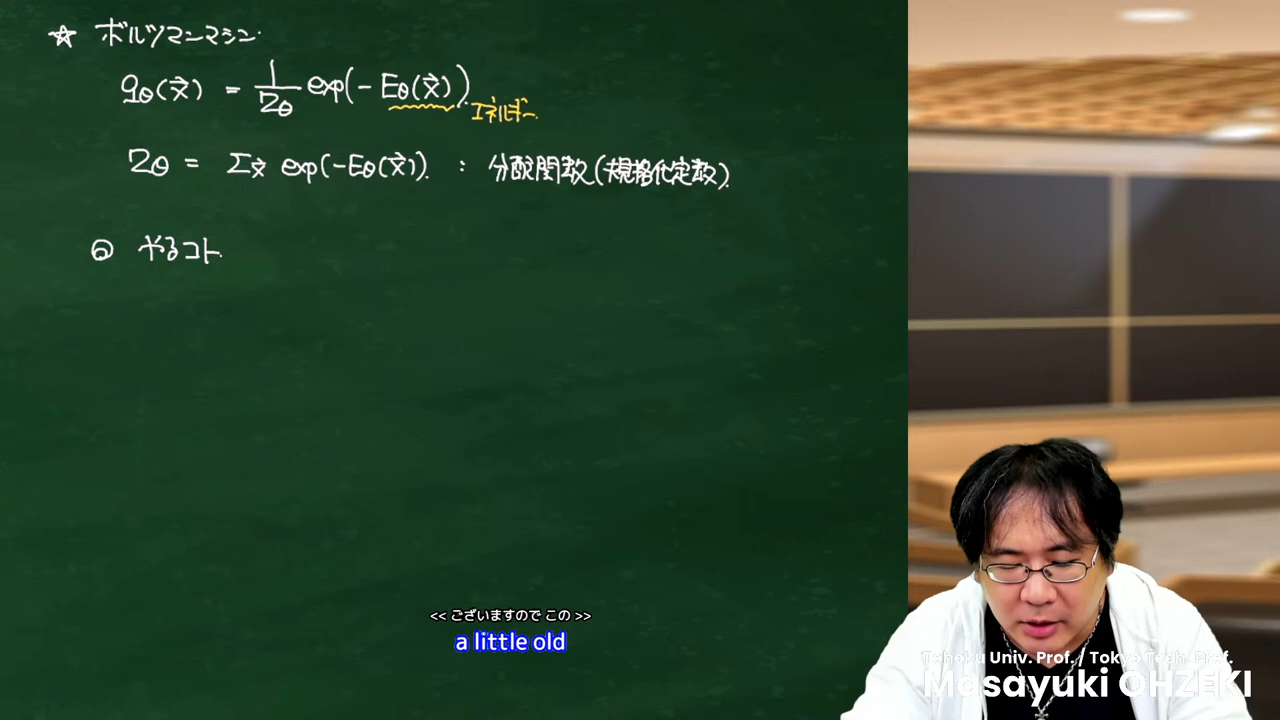 ☆ ボルツマンマシン.
qθ(x⃗) = 1/Zθ exp(-Eθ(x⃗)).
エネルギー.
Zθ = Σx⃗ exp(-Eθ(x⃗)). : 分配関数(規格化定数).
◎ やるコト.
<< ございますので この >>
a little old
Tohoku Univ. Prof. / Tokyo Tech. Prof.
Masayuki OHZEKI